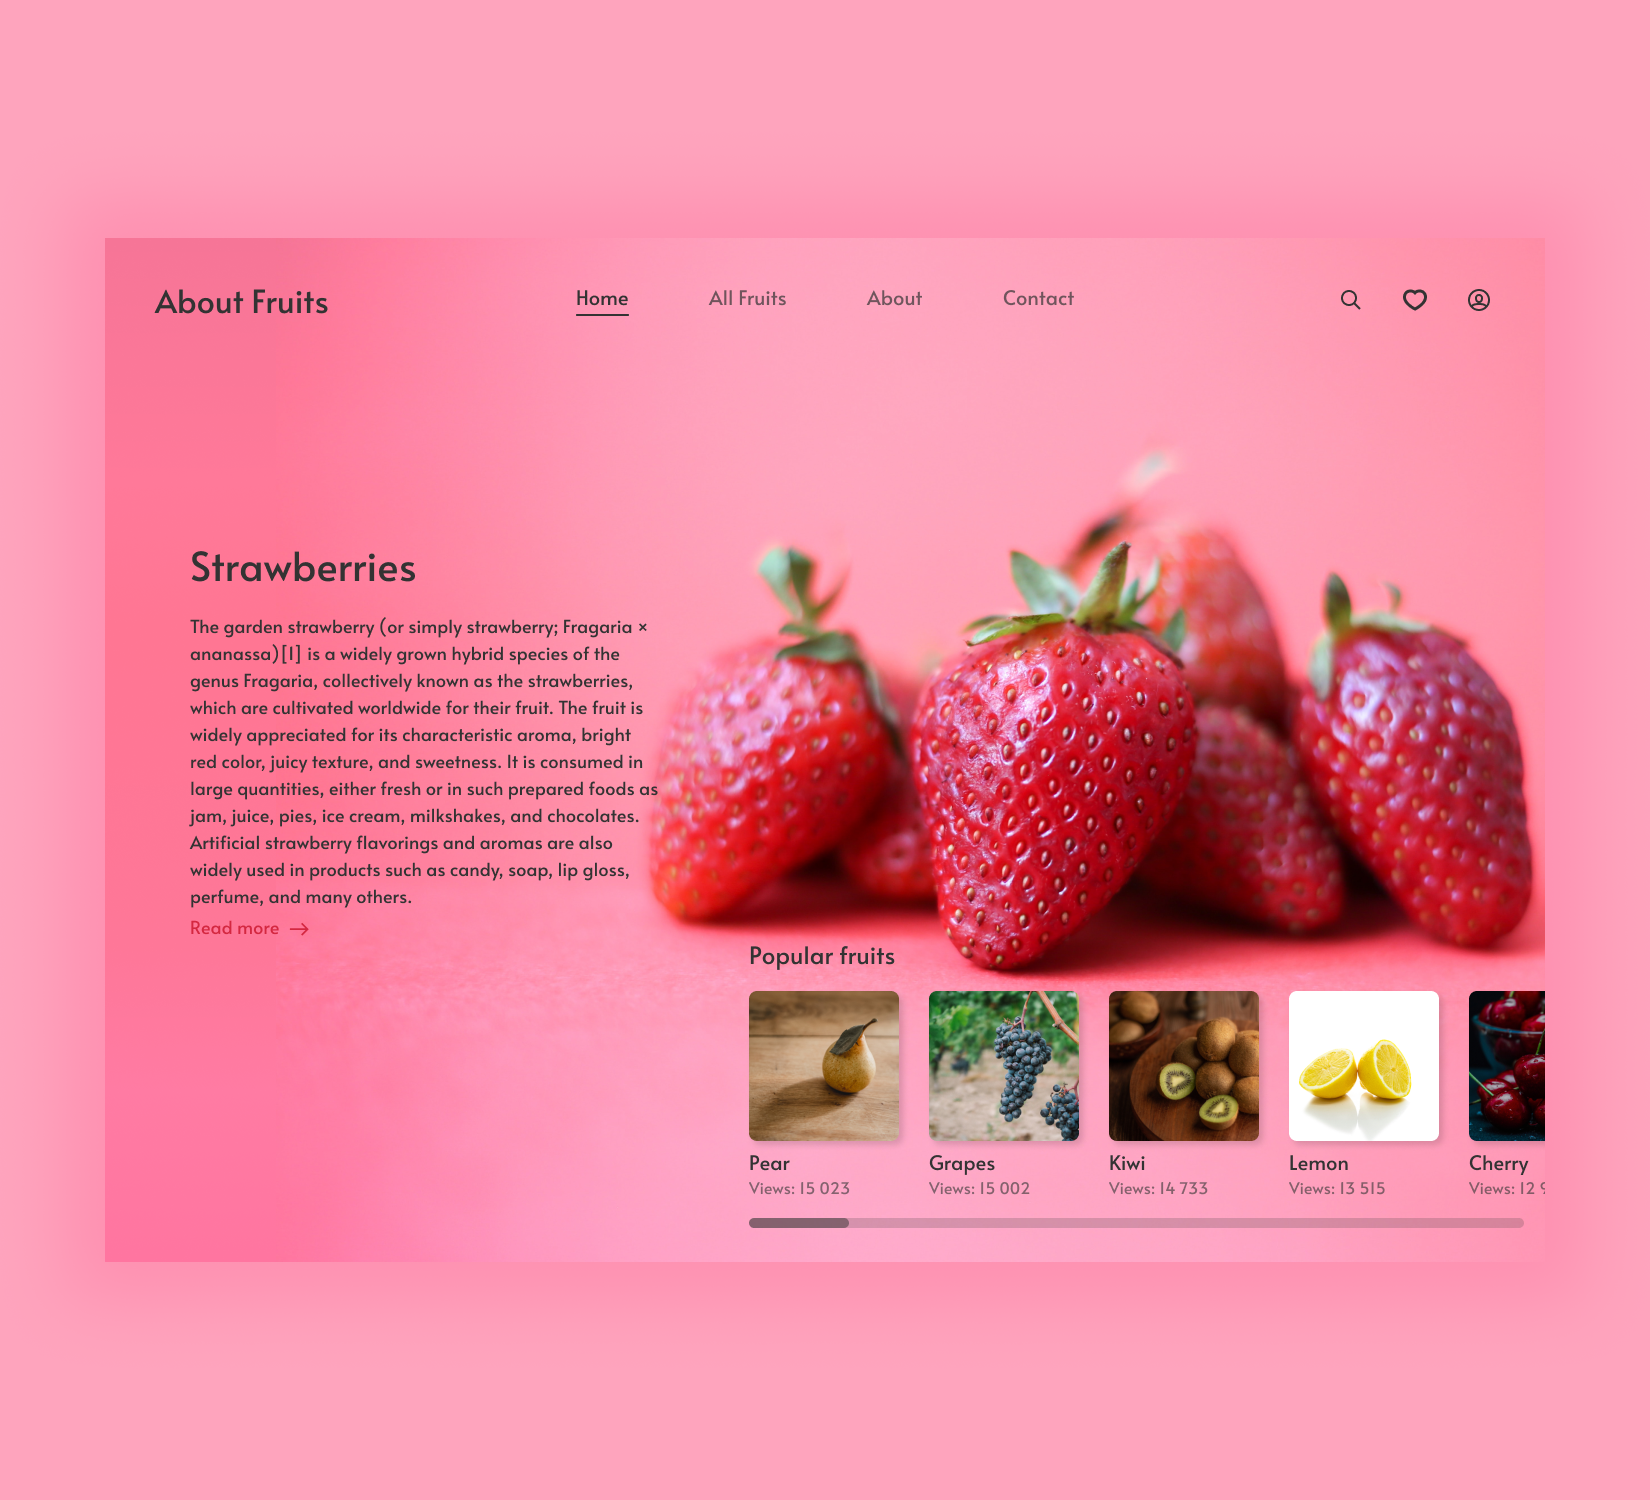 About Fruits
Home
All Fruits
About
Contact
Strawberries
The garden strawberry (or simply strawberry; Fragaria ×
ananassa)[1] is a widely grown hybrid species of the
genus Fragaria, collectively known as the strawberries,
which are cultivated worldwide for their fruit. The fruit is
widely appreciated for its characteristic aroma, bright
red color, juicy texture, and sweetness. It is consumed in
large quantities, either fresh or in such prepared foods as
jam, juice, pies, ice cream, milkshakes, and chocolates.
Artificial strawberry flavorings and aromas are also
widely used in products such as candy, soap, lip gloss,
perfume, and many others.
Read more
Popular fruits
Pear
Views: 15 023
Grapes
Views: 15 002
Kiwi
Views: 14 733
Lemon
Views: 13 515
Cherry
Views: 12